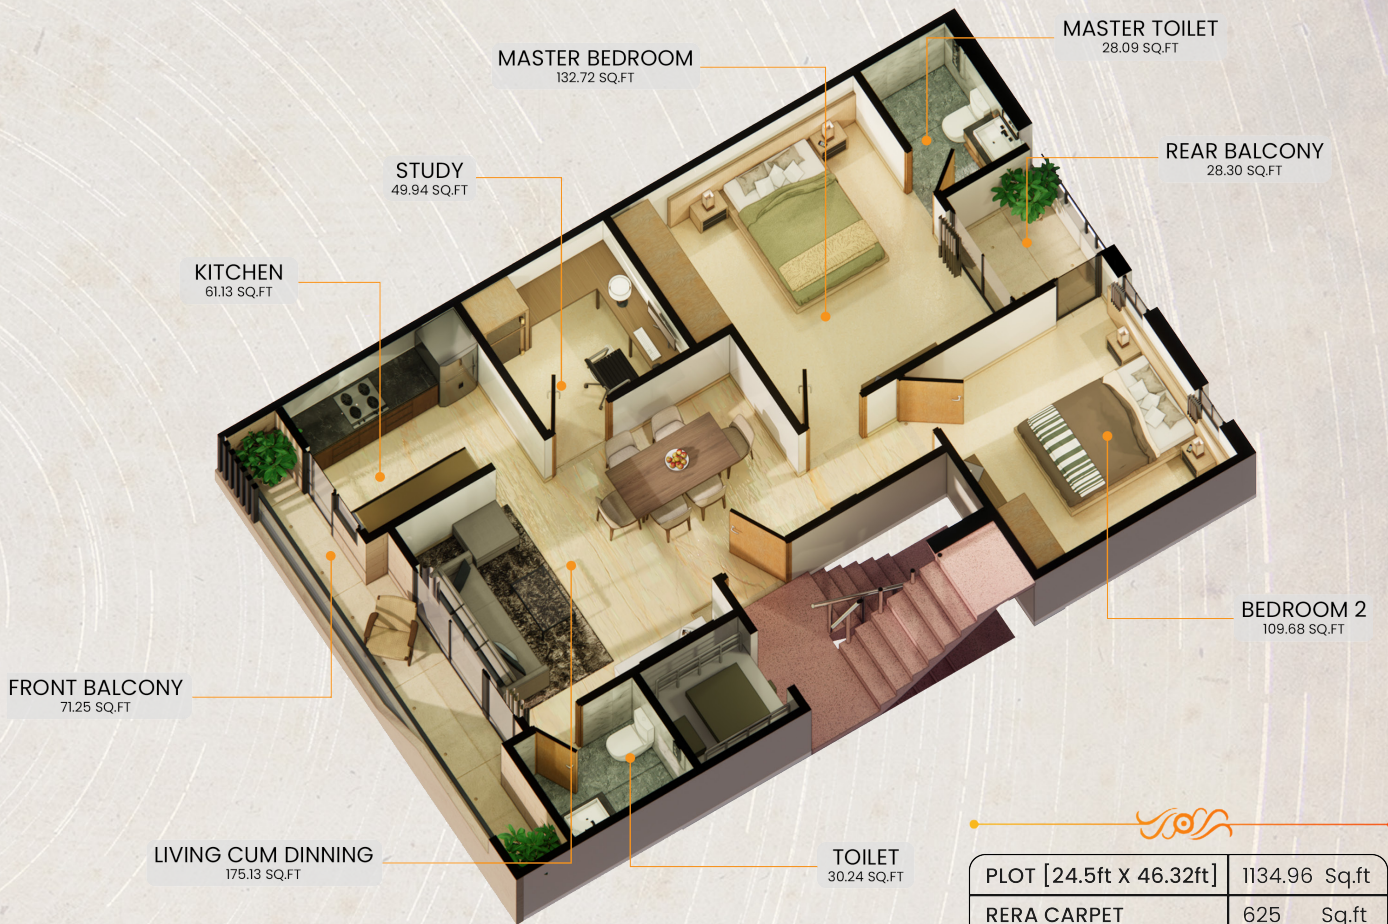 MASTER TOILET
28.09 SQ.FT
MASTER BEDROOM
132.72 SQ.FT
REAR BALCONY
28.30 SQ.FT
STUDY
49.94 SQ.FT
KITCHEN
61.13 SQ.FT
BEDROOM 2
109.68 SQ.FT
FRONT BALCONY
71.25 SQ.FT
LIVING CUM DINNING
175.13 SQ.FT
TOILET
30.24 SQ.FT
PLOT [24.5ft X 46.32ft] 1134.96 Sq.ft
RERA CARPET 625 Sq.ft